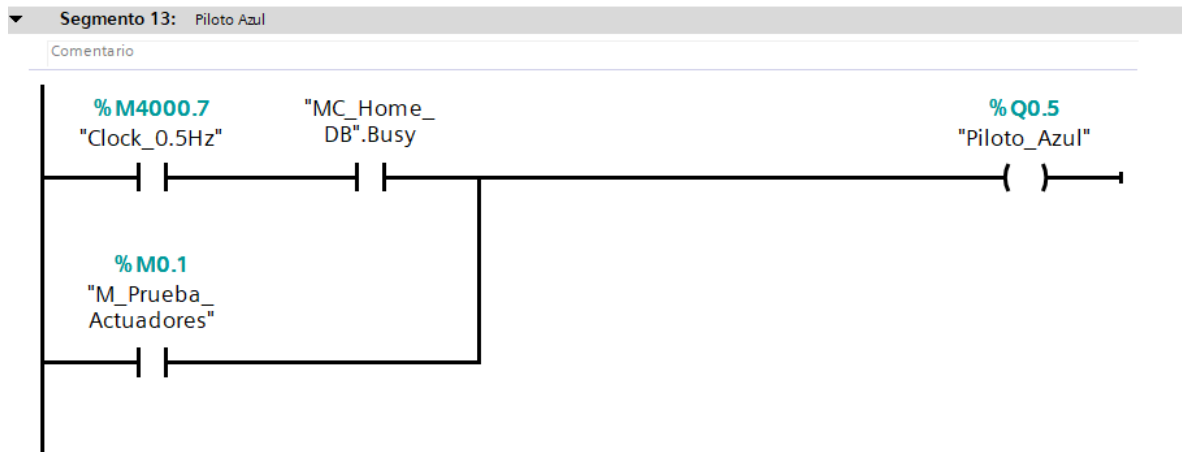 Segmento 13: Piloto Azul
Comentario
%M4000.7
"Clock_0.5Hz"
"MC_Home_
DB".Busy
%Q0.5
"Piloto_Azul"
%M0.1
"M_Prueba_
Actuadores"